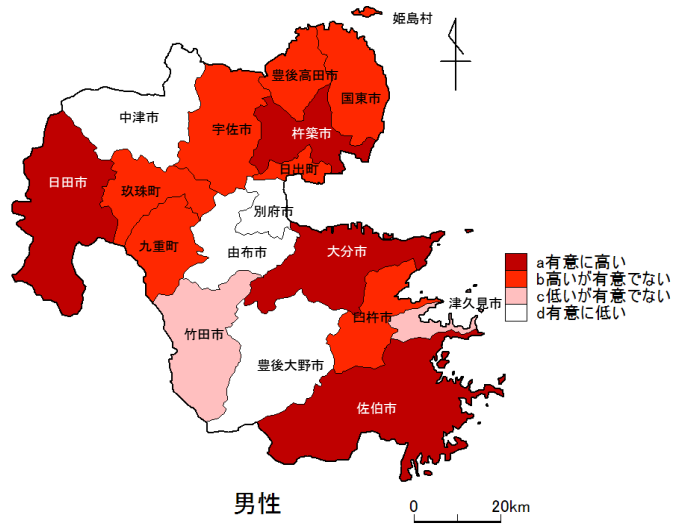 姫島村
豊後高田市
国東市
中津市
宇佐市
杵築市
日出町
日田市
玖珠町
別府市
九重町
由布市
大分市
a有意に高い
b高いが有意でない
c低いが有意でない
d有意に低い
津久見市
臼杵市
竹田市
豊後大野市
佐伯市
男性
0 20km